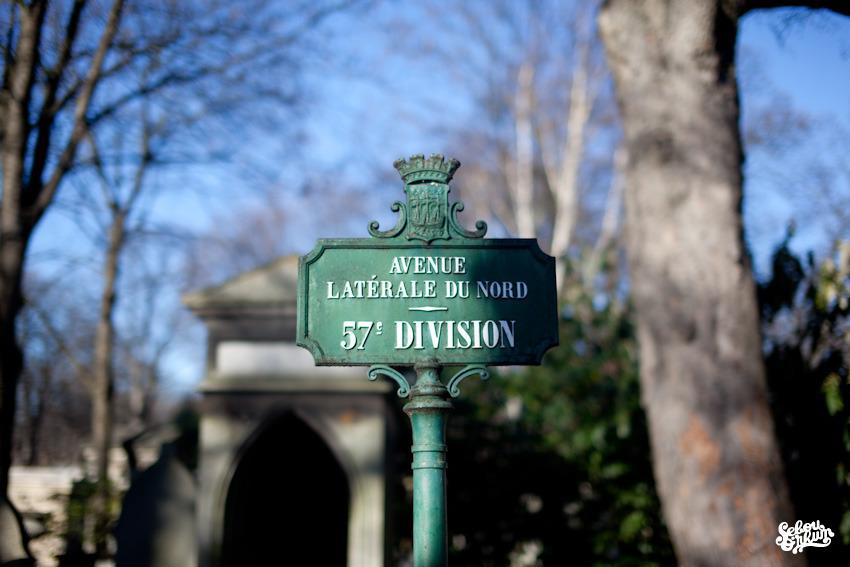 AVENUE
LATÉRALE DU NORD
57e DIVISION